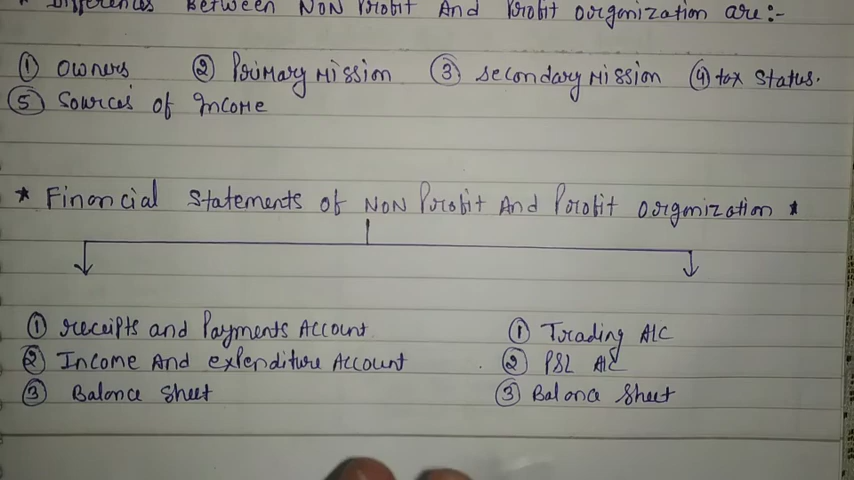 * Differences Between Non Profit And Profit organization are:-
① Owners ② Primary Mission ③ Secondary Mission ④ tax status.
⑤ Sources of Income
* Financial Statements of Non Profit And Profit organization *
① receipts and Payments Account
② Income And expenditure Account
③ Balance Sheet
① Trading A/C
② P&L A/C
③ Balance Sheet